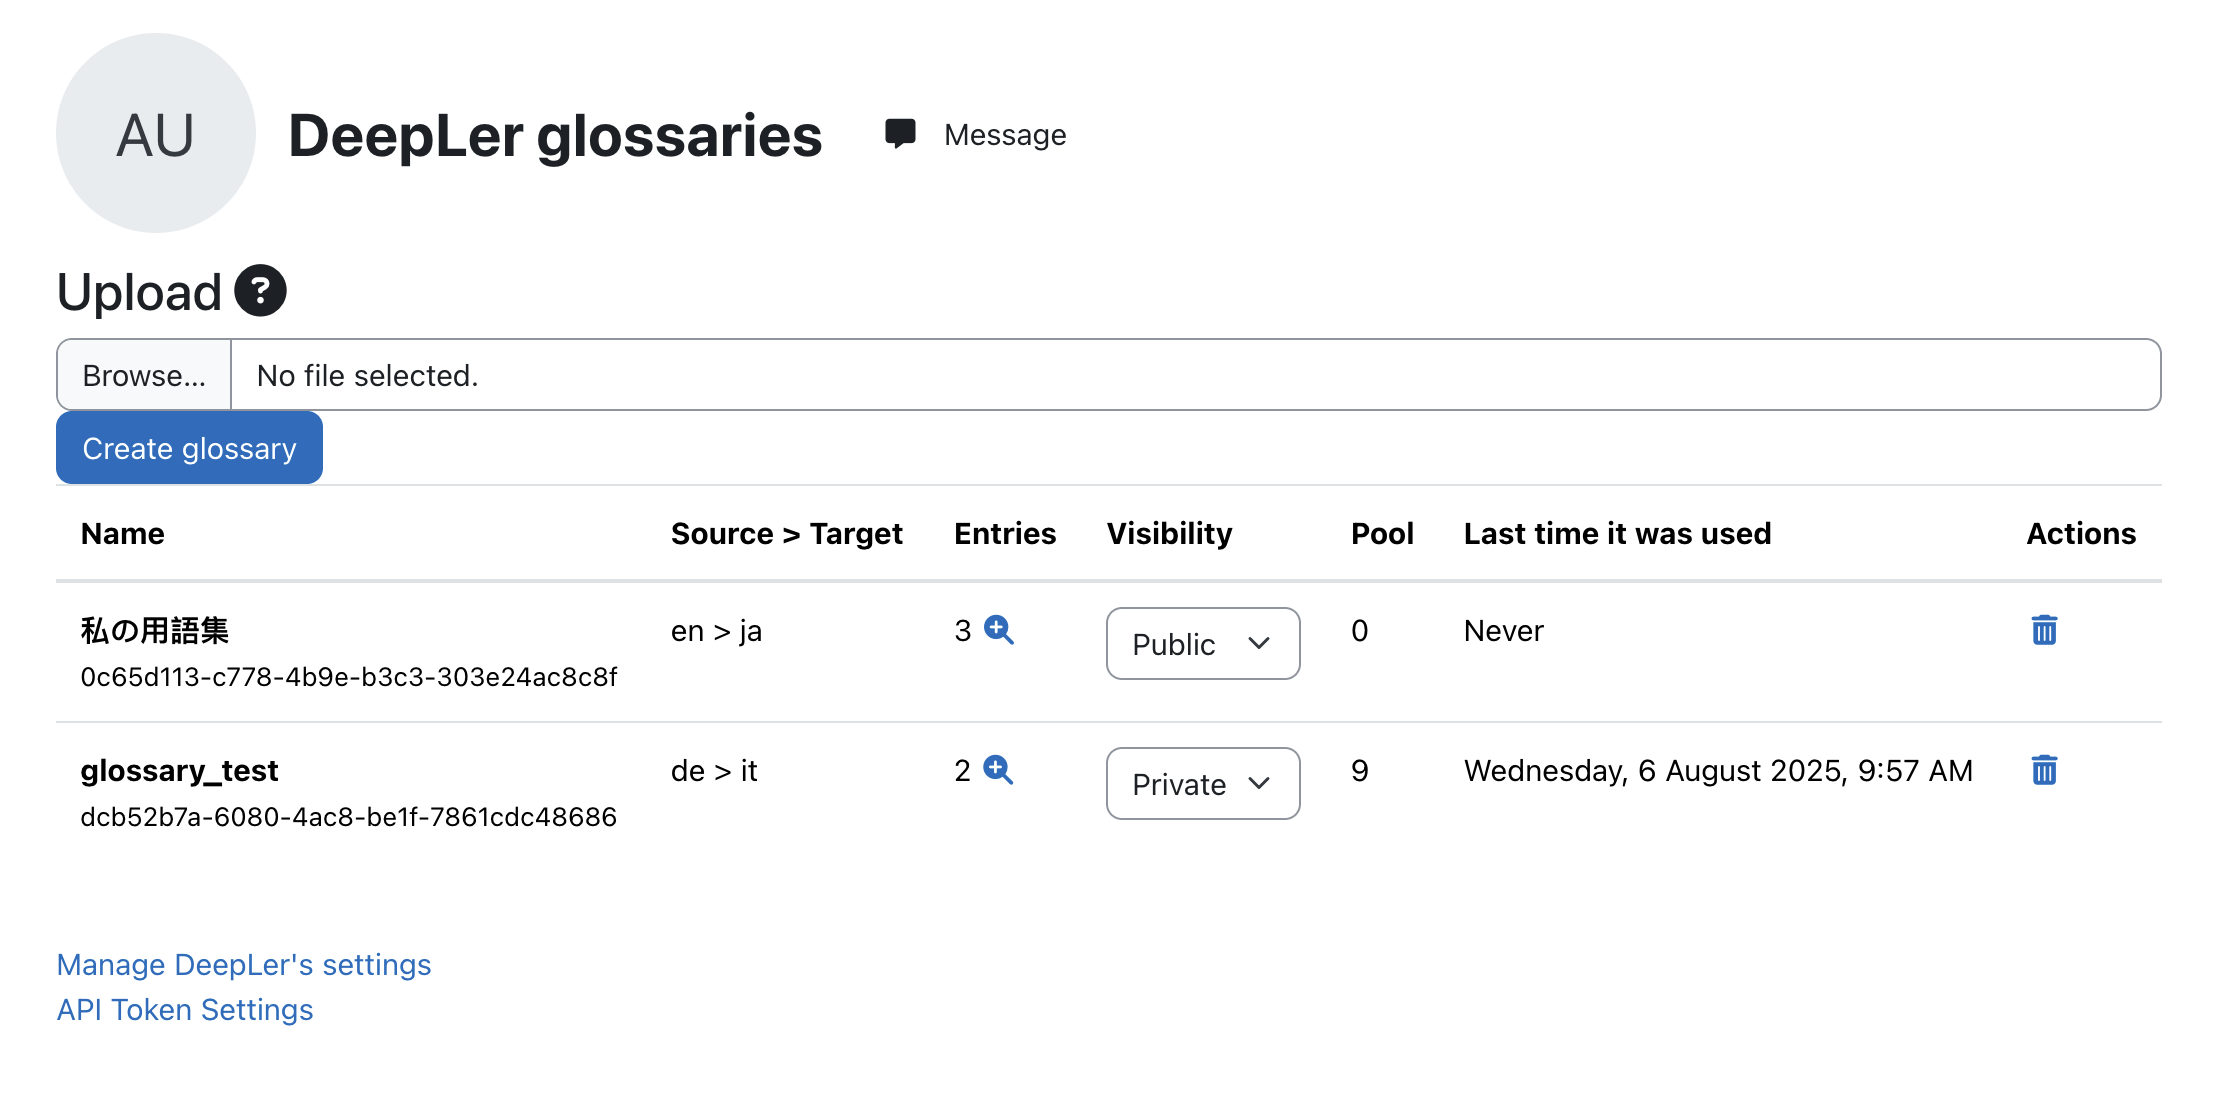 AU
DeepLer glossaries
Message
Upload ?
Browse... No file selected.
Create glossary
Name Source > Target Entries Visibility Pool Last time it was used Actions
私の用語集 en > ja 3 Public 0 Never
0c65d113-c778-4b9e-b3c3-303e24ac8c8f
glossary_test de > it 2 Private 9 Wednesday, 6 August 2025, 9:57 AM
dcb52b7a-6080-4ac8-be1f-7861cdc48686
Manage DeepLer's settings
API Token Settings